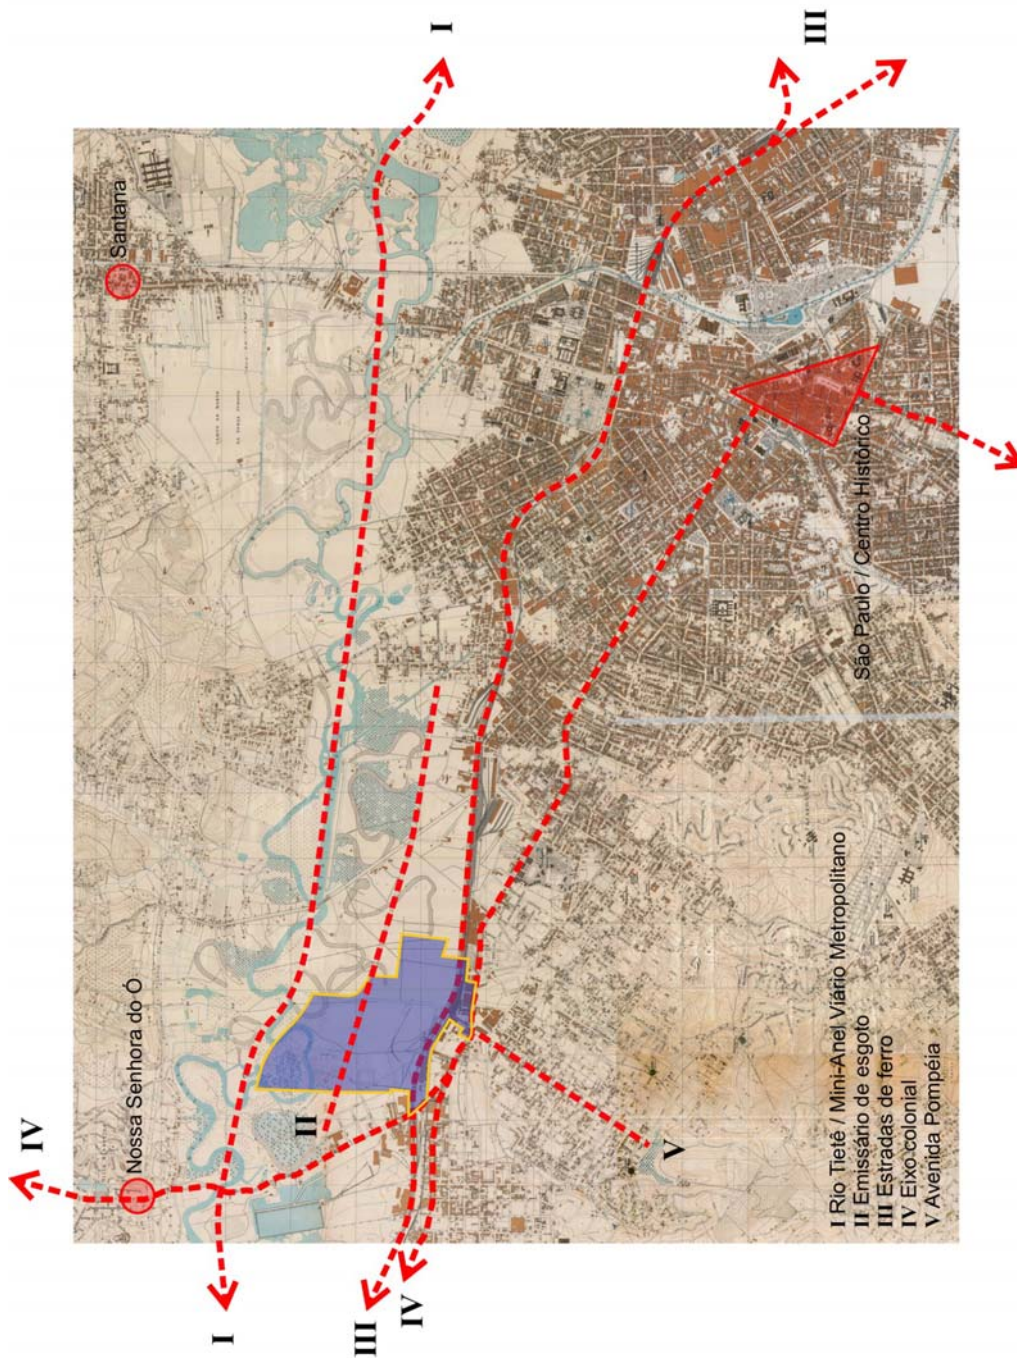 IV
Nossa Senhora do Ó
Santana
I
I
II
III
IV
III
V
São Paulo / Centro Histórico
I Rio Tietê / Mini-Anel Viário Metropolitano
II Emissário de esgoto
III Estradas de ferro
IV Eixo colonial
V Avenida Pompéia